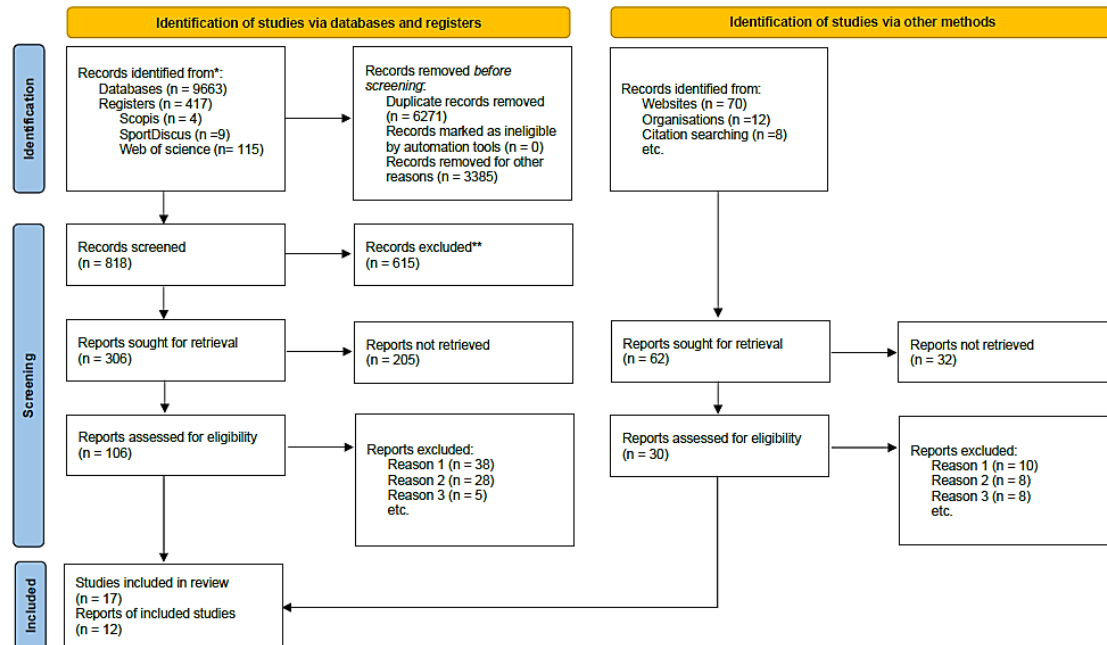 Identification of studies via databases and registers
Identification of studies via other methods
Identification
Records identified from*:
Databases (n = 9663)
Registers (n = 417)
Scopis (n = 4)
SportDiscus (n =9)
Web of science (n= 115)
Records removed before
screening:
Duplicate records removed
(n = 6271)
Records marked as ineligible
by automation tools (n = 0)
Records removed for other
reasons (n = 3385)
Records identified from:
Websites (n = 70)
Organisations (n =12)
Citation searching (n =8)
etc.
Screening
Records screened
(n = 818)
Records excluded**
(n = 615)
Reports sought for retrieval
(n = 306)
Reports not retrieved
(n = 205)
Reports sought for retrieval
(n = 62)
Reports not retrieved
(n = 32)
Reports assessed for eligibility
(n = 106)
Reports excluded:
Reason 1 (n = 38)
Reason 2 (n = 28)
Reason 3 (n = 5)
etc.
Reports assessed for eligibility
(n = 30)
Reports excluded:
Reason 1 (n = 10)
Reason 2 (n = 8)
Reason 3 (n = 8)
etc.
Included
Studies included in review
(n = 17)
Reports of included studies
(n = 12)